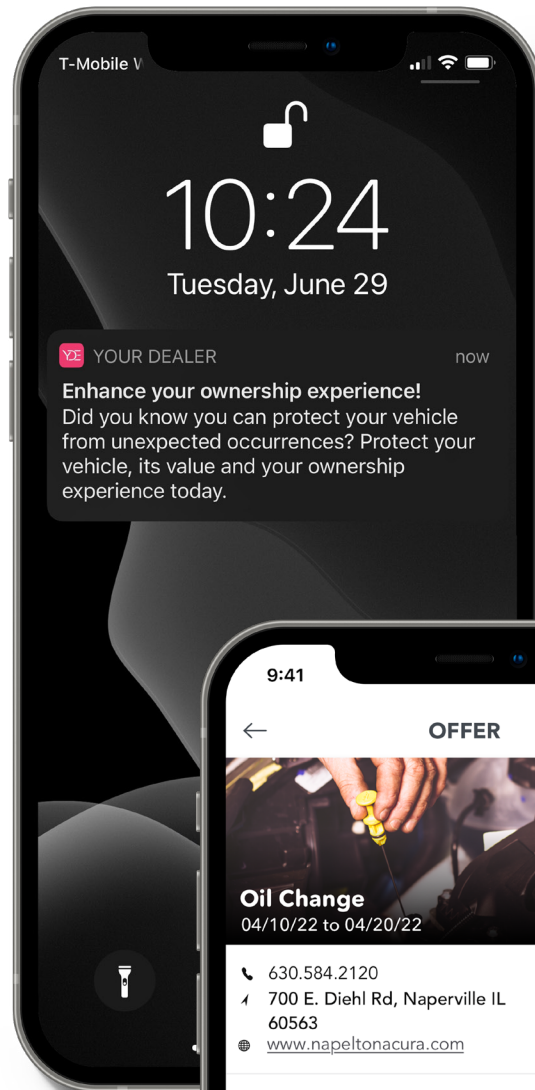 T-Mobile
10:24
Tuesday, June 29
YDE YOUR DEALER now
Enhance your ownership experience!
Did you know you can protect your vehicle
from unexpected occurrences? Protect your
vehicle, its value and your ownership
experience today.
9:41
OFFER
Oil Change
04/10/22 to 04/20/22
630.584.2120
700 E. Diehl Rd, Naperville IL
60563
www.napeltonacura.com